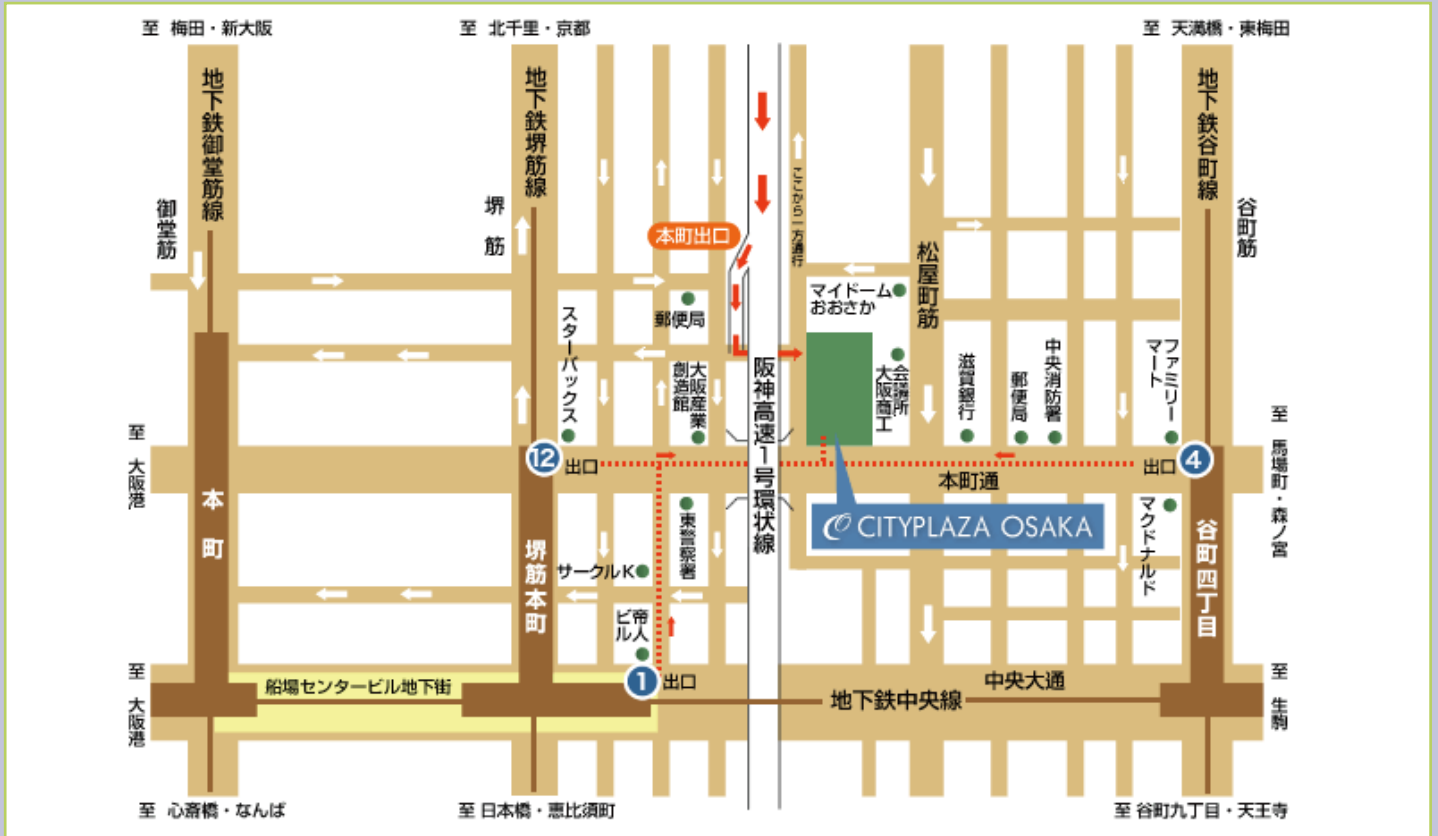 至 梅田・新大阪
至 北千里・京都
至 天満橋・東梅田
地下鉄御堂筋線
地下鉄堺筋線
地下鉄谷町線
御堂筋
堺筋
谷町筋
本町出口
ここから一方通行
松屋町筋
マイドーム
おおさか
郵便局
スターバックス
大阪産業
創造館
阪神高速1号環状線
会議所
大阪商工
滋賀銀行
郵便局
中央消防署
ファミリー
マート
至 大阪港
至 馬場町・森ノ宮
12
出口
出口
4
本町通
CITYPLAZA OSAKA
本町
堺筋本町
東警察署
サークルK
マクドナルド
谷町四丁目
帝人
ビル
至 大阪港
船場センタービル地下街
1
出口
中央大通
地下鉄中央線
至 生駒
至 心斎橋・なんば
至 日本橋・恵比須町
至 谷町九丁目・天王寺